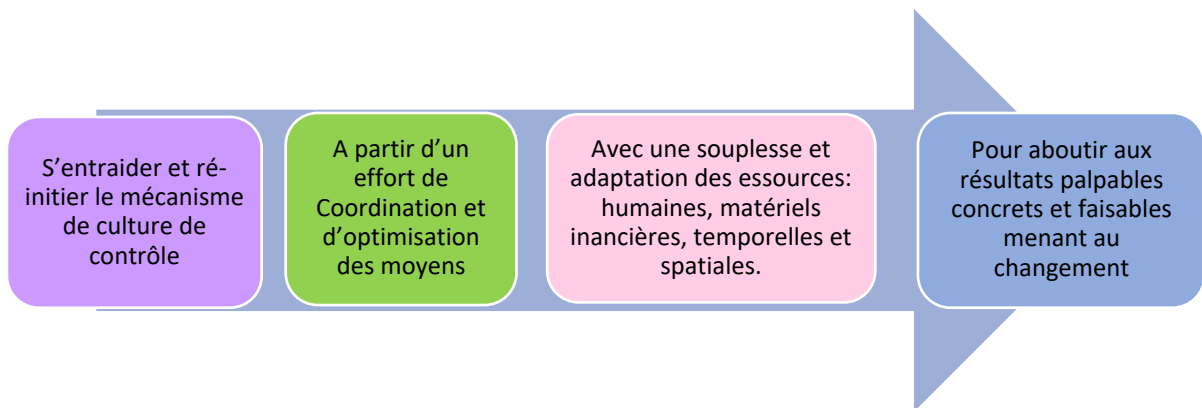 S’entraider et ré-
initier le mécanisme
de culture de
contrôle
A partir d’un
effort de
Coordination et
d’optimisation
des moyens
Avec une souplesse et
adaptation des essources:
humaines, matériels
inancières, temporelles et
spatiales.
Pour aboutir aux
résultats palpables
concrets et faisables
menant au
changement